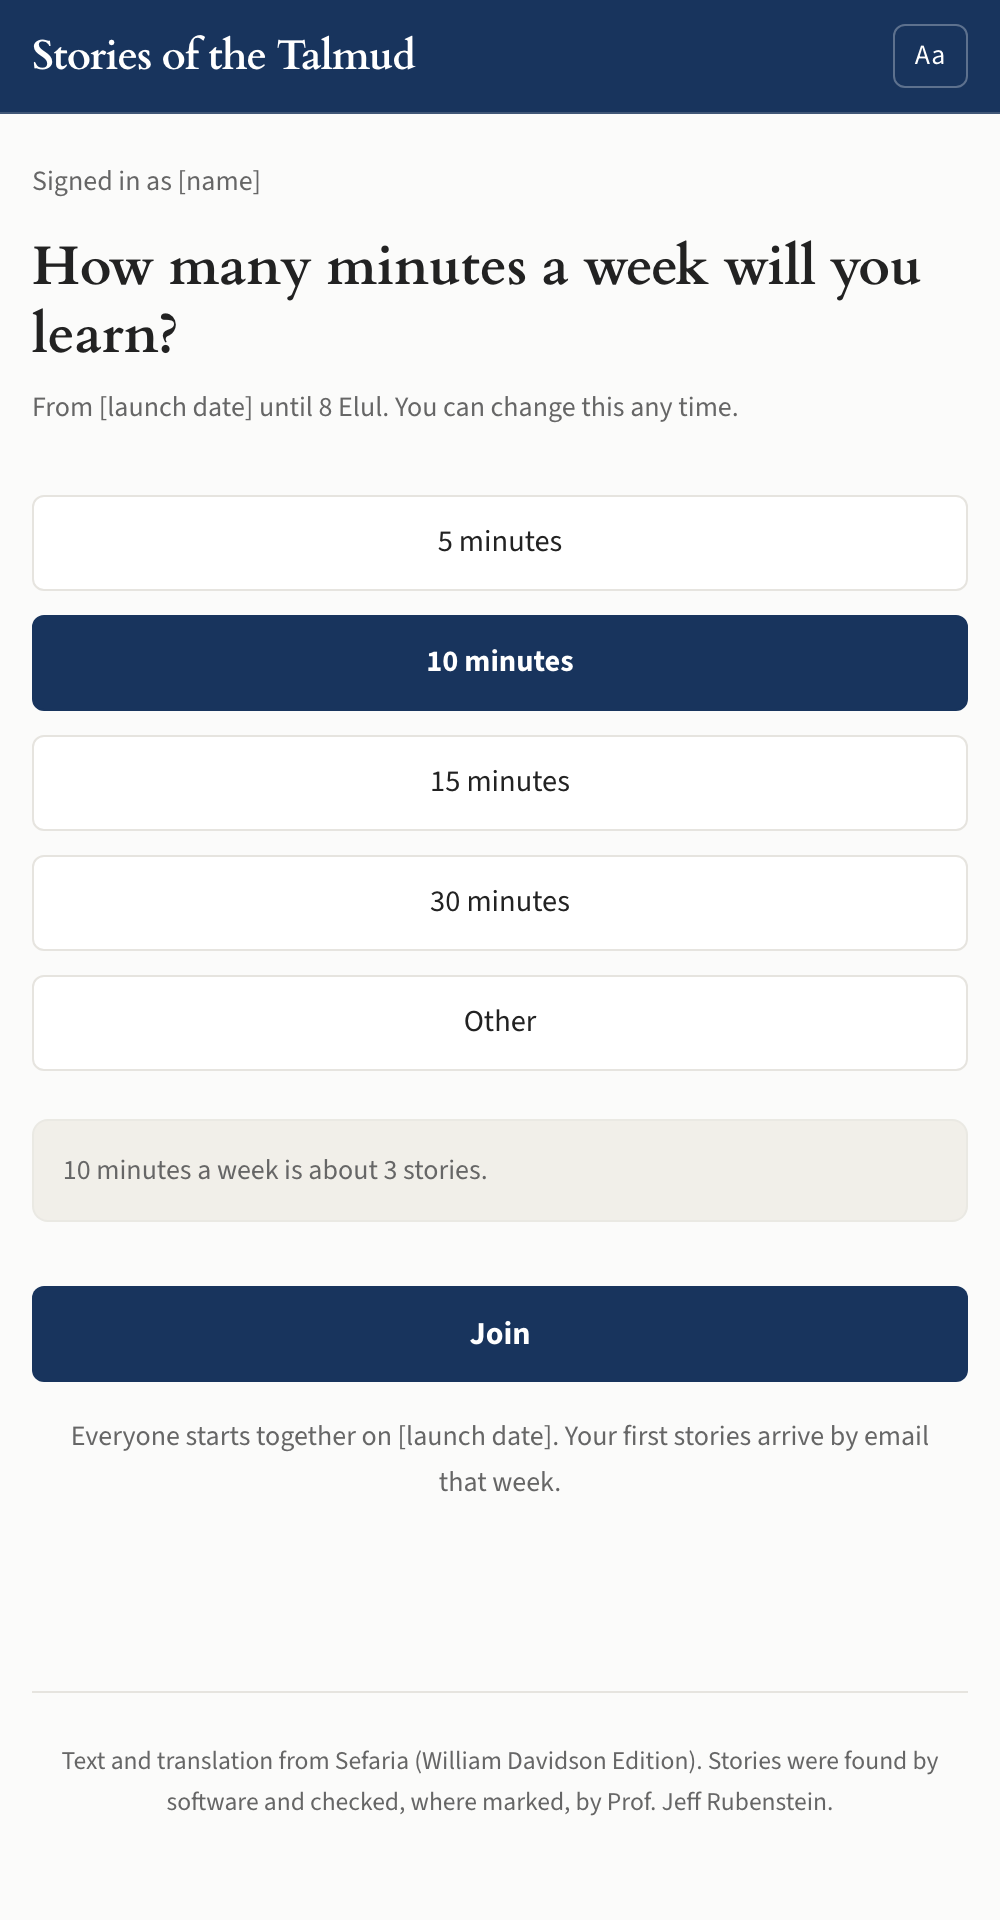 Stories of the Talmud
Aa
Signed in as [name]
How many minutes a week will you
learn?
From [launch date] until 8 Elul. You can change this any time.
5 minutes
10 minutes
15 minutes
30 minutes
Other
10 minutes a week is about 3 stories.
Join
Everyone starts together on [launch date]. Your first stories arrive by email
that week.
Text and translation from Sefaria (William Davidson Edition). Stories were found by
software and checked, where marked, by Prof. Jeff Rubenstein.